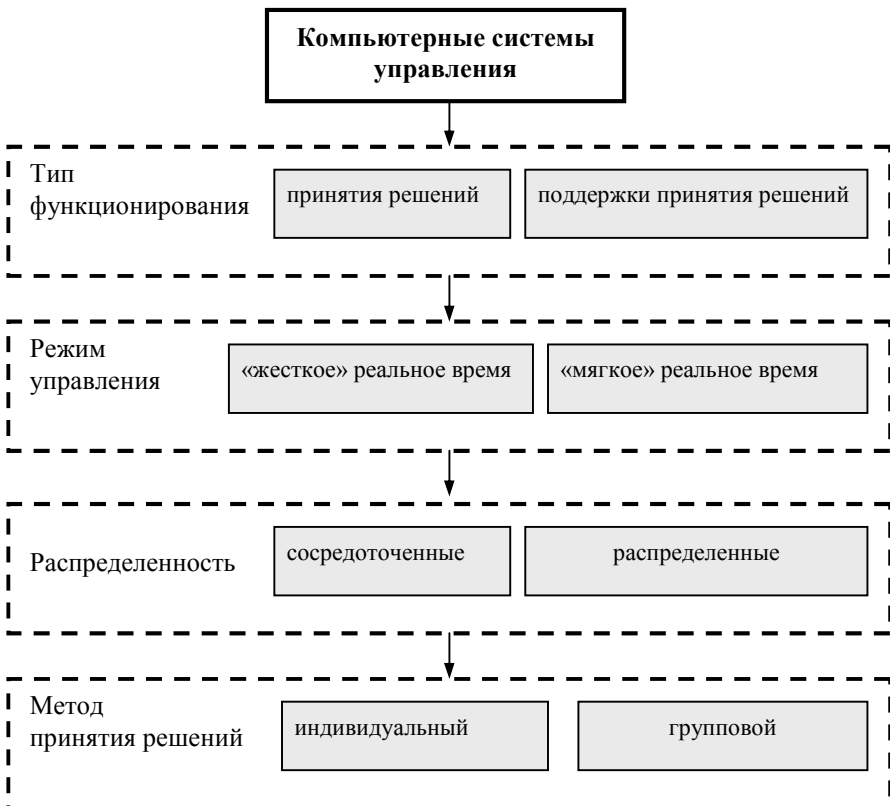 Компьютерные системы
управления
Тип
функционирования
принятия решений
поддержки принятия решений
Режим
управления
«жесткое» реальное время
«мягкое» реальное время
Распределенность
сосредоточенные
распределенные
Метод
принятия решений
индивидуальный
групповой